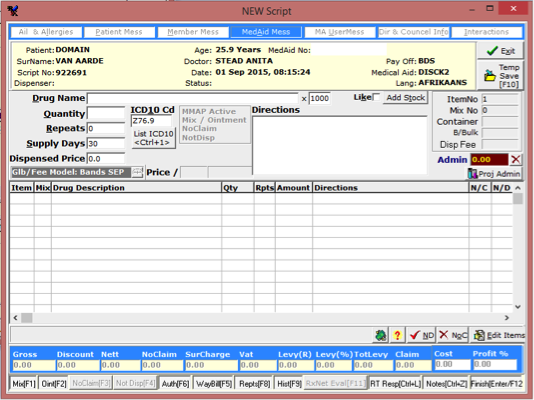 NEW Script
Ail & Allergies Patient Mess Member Mess MedAid Mess MA UserMess Dir & Councel Info Interactions
Patient: DOMAIN Age: 25.9 Years MedAid No:
SurName: VAN AARDE Doctor: STEAD ANITA Pay Off: BDS
Script No: 922691 Date: 01 Sep 2015, 08:15:24 Medical Aid: DISCK2
Dispenser: Status: Lang: AFRIKAANS
Exit
Temp
Save
[F10]
Drug Name x 1000 Like Add Stock
Quantity ICD10 Cd
Repeats 0 Z76.9
Supply Days 30 List ICD10
<Ctrl+1>
Dispensed Price 0.0
MMAP Active
Mix / Ointment
NoClaim
NotDisp
Directions
ItemNo 1
Mix No 0
Container
B/Bulk
Disp Fee
Admin 0.00
Glb/Fee Model: Bands SEP Price / Proj Admin
Item Mix Drug Description Qty Rpts Amount Directions N/C N/D
? ND NoC Edit Items
Gross Discount Nett NoClaim SurCharge Vat Levy(R) Levy(%) TotLevy Claim Cost Profit %
0.00 0.00 0.00 0.00 0.00 0.00 0.00 0.00 0.00 0.00 0.00 0.00
Mix[F1] Oint[F2] NoClaim[F3] Not Disp[F4] Auth[F6] WayBill[F5] Repts[F8] Hist[F9] RxNet Eval[F11] RT Resp[Ctrl+L] Notes[Ctrl+Z] Finish[Enter/F12